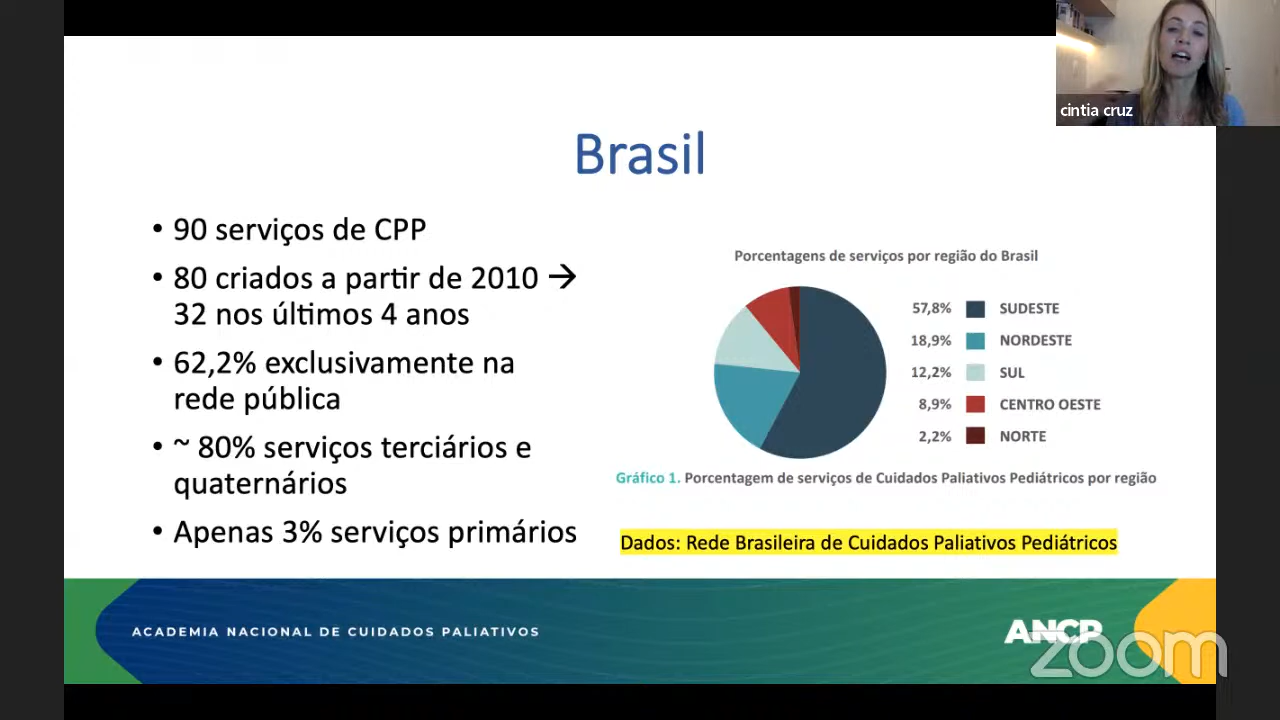 cintia cruz
Brasil
• 90 serviços de CPP
• 80 criados a partir de 2010 →
32 nos últimos 4 anos
• 62,2% exclusivamente na
rede pública
• ~ 80% serviços terciários e
quaternários
• Apenas 3% serviços primários
Porcentagens de serviços por região do Brasil
57,8% SUDESTE
18,9% NORDESTE
12,2% SUL
8,9% CENTRO OESTE
2,2% NORTE
Gráfico 1. Porcentagem de serviços de Cuidados Paliativos Pediátricos por região
Dados: Rede Brasileira de Cuidados Paliativos Pediátricos
ACADEMIA NACIONAL DE CUIDADOS PALIATIVOS
ANCP
zoom